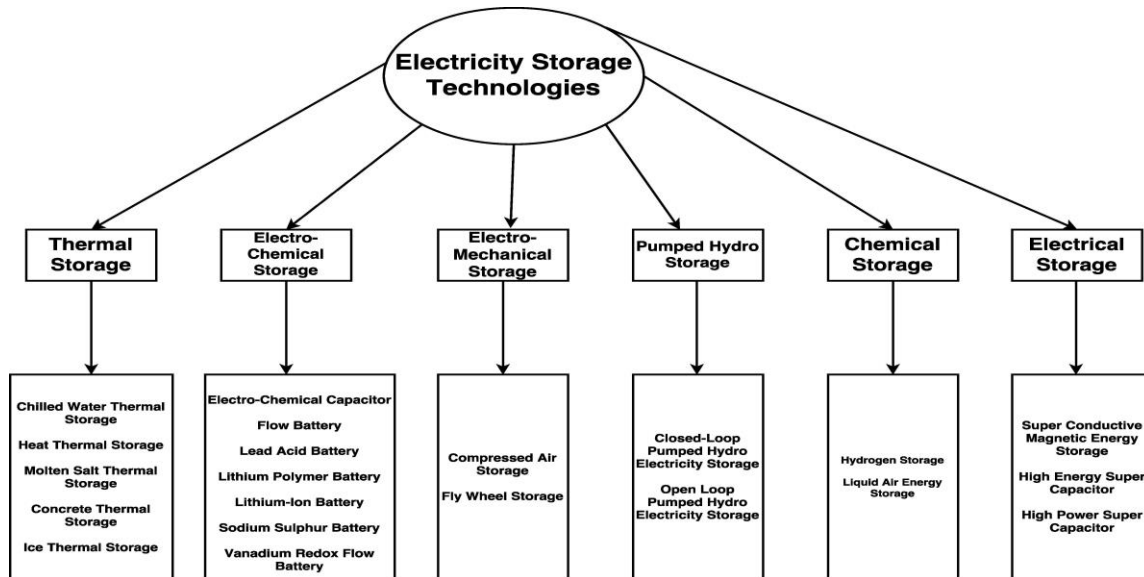 Electricity Storage
Technologies
Thermal
Storage
Electro-
Chemical
Storage
Electro-
Mechanical
Storage
Pumped Hydro
Storage
Chemical
Storage
Electrical
Storage
Chilled Water Thermal
Storage
Heat Thermal Storage
Molten Salt Thermal
Storage
Concrete Thermal
Storage
Ice Thermal Storage
Electro-Chemical Capacitor
Flow Battery
Lead Acid Battery
Lithium Polymer Battery
Lithium-Ion Battery
Sodium Sulphur Battery
Vanadium Redox Flow
Battery
Compressed Air
Storage
Fly Wheel Storage
Closed-Loop
Pumped Hydro
Electricity Storage
Open Loop
Pumped Hydro
Electricity Storage
Hydrogen Storage
Liquid Air Energy
Storage
Super Conductive
Magnetic Energy
Storage
High Energy Super
Capacitor
High Power Super
Capacitor